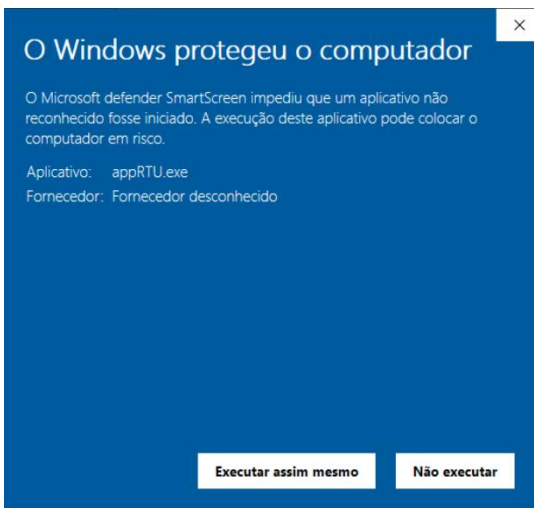 O Windows protegeu o computador
O Microsoft defender SmartScreen impediu que um aplicativo não
reconhecido fosse iniciado. A execução deste aplicativo pode colocar o
computador em risco.
Aplicativo: appRTU.exe
Fornecedor: Fornecedor desconhecido
Executar assim mesmo Não executar